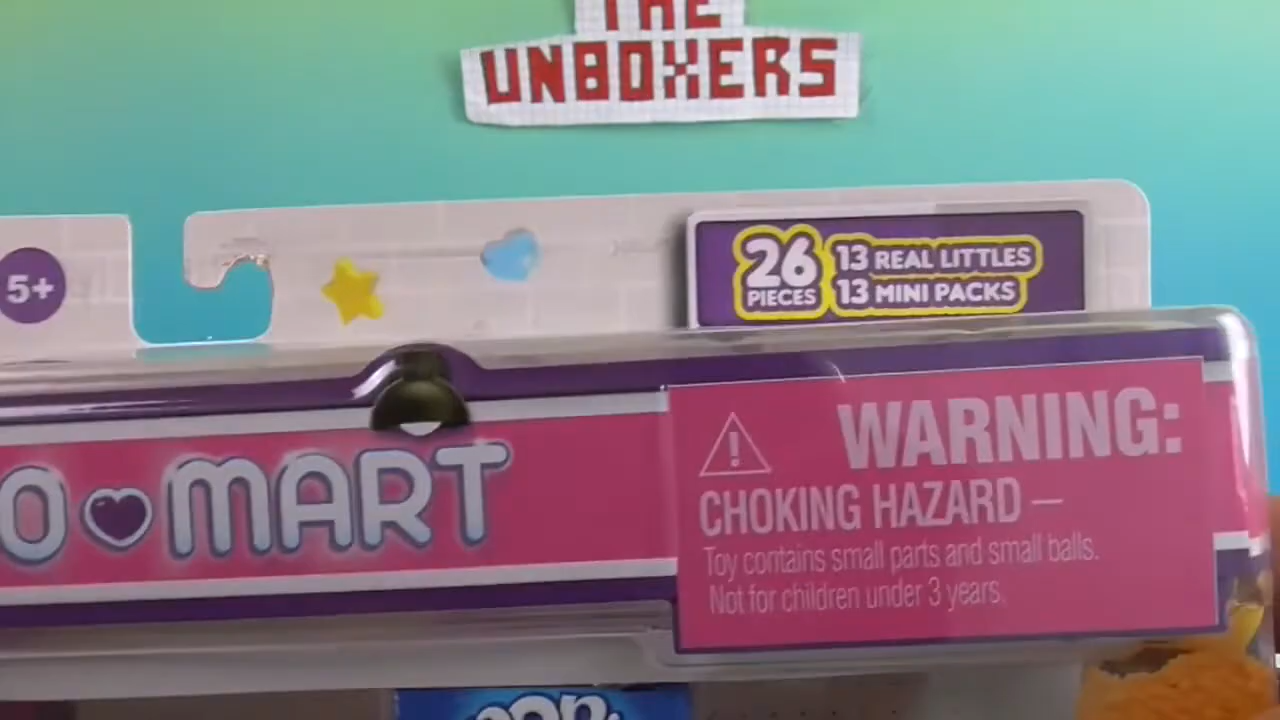 THE
UNBOXERS
5+
26
PIECES
13 REAL LITTLES
13 MINI PACKS
O MART
WARNING:
CHOKING HAZARD –
Toy contains small parts and small balls.
Not for children under 3 years.
POP